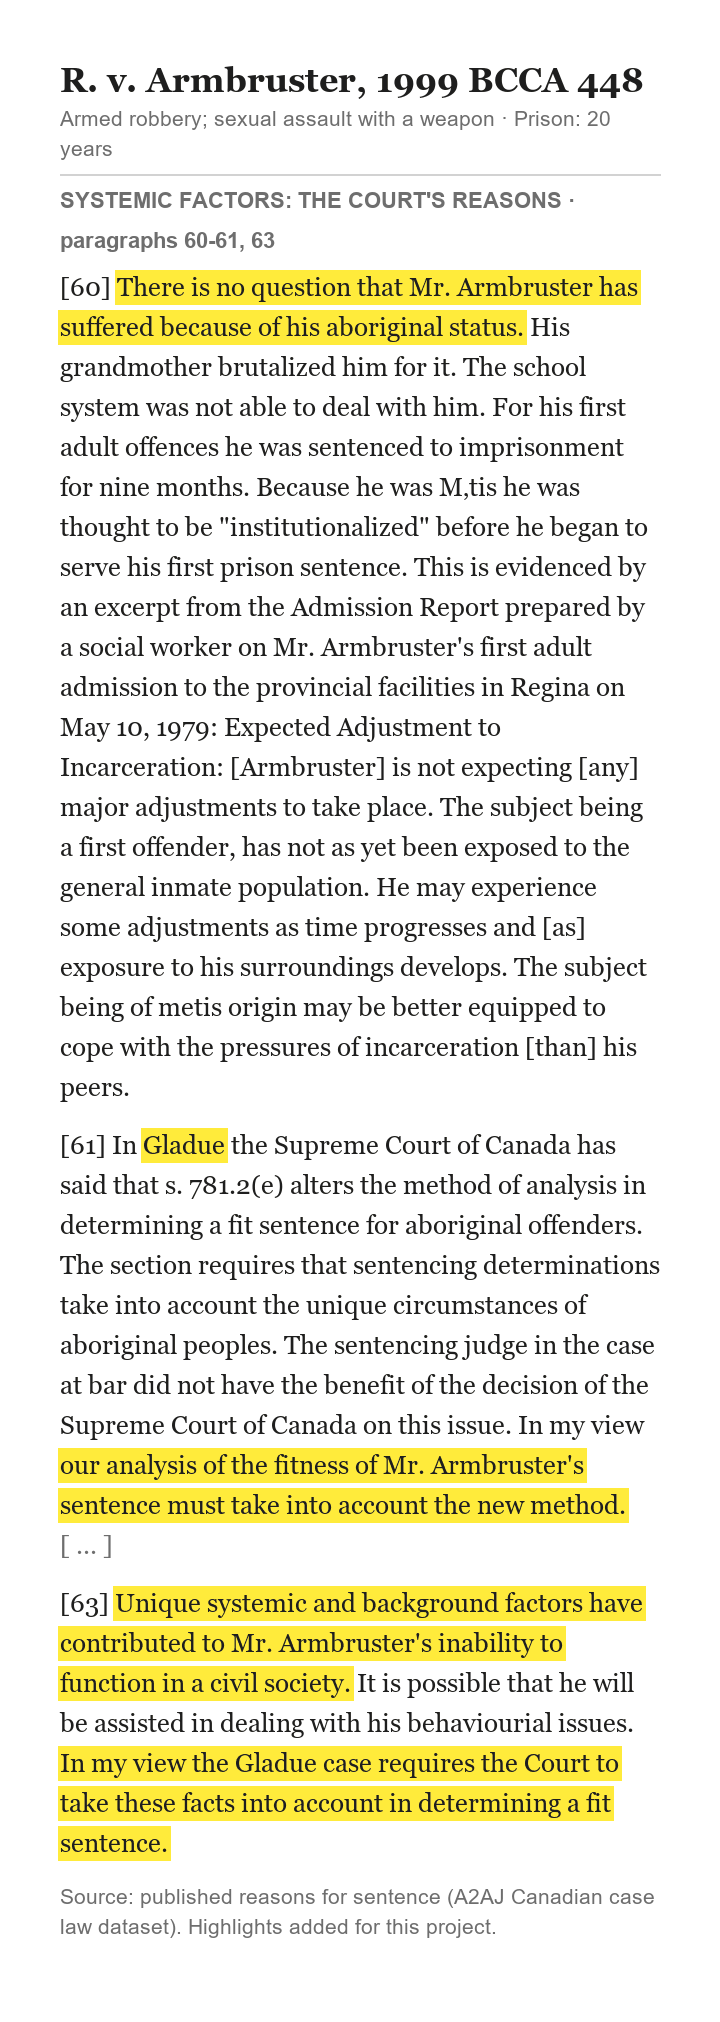 R. v. Armbruster, 1999 BCCA 448
Armed robbery; sexual assault with a weapon · Prison: 20
years
SYSTEMIC FACTORS: THE COURT'S REASONS ·
paragraphs 60-61, 63
[60] There is no question that Mr. Armbruster has
suffered because of his aboriginal status. His
grandmother brutalized him for it. The school
system was not able to deal with him. For his first
adult offences he was sentenced to imprisonment
for nine months. Because he was M,tis he was
thought to be "institutionalized" before he began to
serve his first prison sentence. This is evidenced by
an excerpt from the Admission Report prepared by
a social worker on Mr. Armbruster's first adult
admission to the provincial facilities in Regina on
May 10, 1979: Expected Adjustment to
Incarceration: [Armbruster] is not expecting [any]
major adjustments to take place. The subject being
a first offender, has not as yet been exposed to the
general inmate population. He may experience
some adjustments as time progresses and [as]
exposure to his surroundings develops. The subject
being of metis origin may be better equipped to
cope with the pressures of incarceration [than] his
peers.
[61] In Gladue the Supreme Court of Canada has
said that s. 781.2(e) alters the method of analysis in
determining a fit sentence for aboriginal offenders.
The section requires that sentencing determinations
take into account the unique circumstances of
aboriginal peoples. The sentencing judge in the case
at bar did not have the benefit of the decision of the
Supreme Court of Canada on this issue. In my view
our analysis of the fitness of Mr. Armbruster's
sentence must take into account the new method.
[ ... ]
[63] Unique systemic and background factors have
contributed to Mr. Armbruster's inability to
function in a civil society. It is possible that he will
be assisted in dealing with his behaviourial issues.
In my view the Gladue case requires the Court to
take these facts into account in determining a fit
sentence.
Source: published reasons for sentence (A2AJ Canadian case
law dataset). Highlights added for this project.